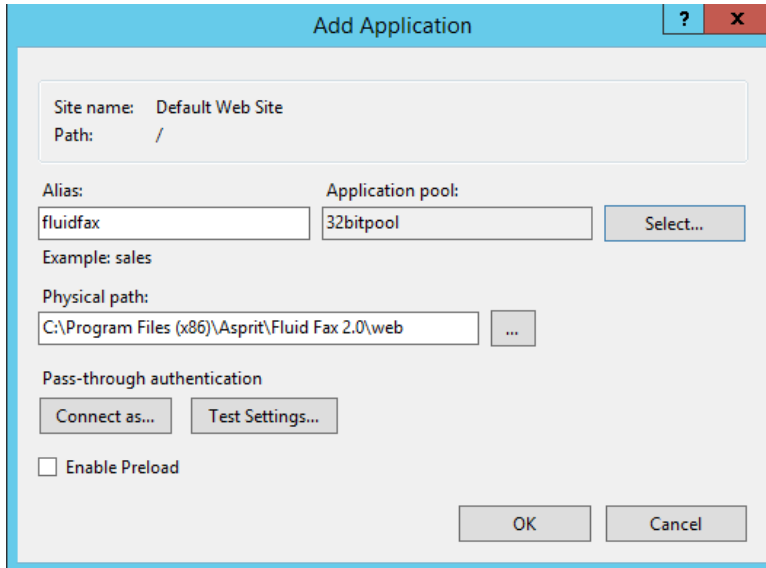 Add Application
? x
Site name: Default Web Site
Path: /
Alias: Application pool:
fluidfax 32bitpool Select...
Example: sales
Physical path:
C:\Program Files (x86)\Asprit\Fluid Fax 2.0\web ...
Pass-through authentication
Connect as... Test Settings...
Enable Preload
OK Cancel